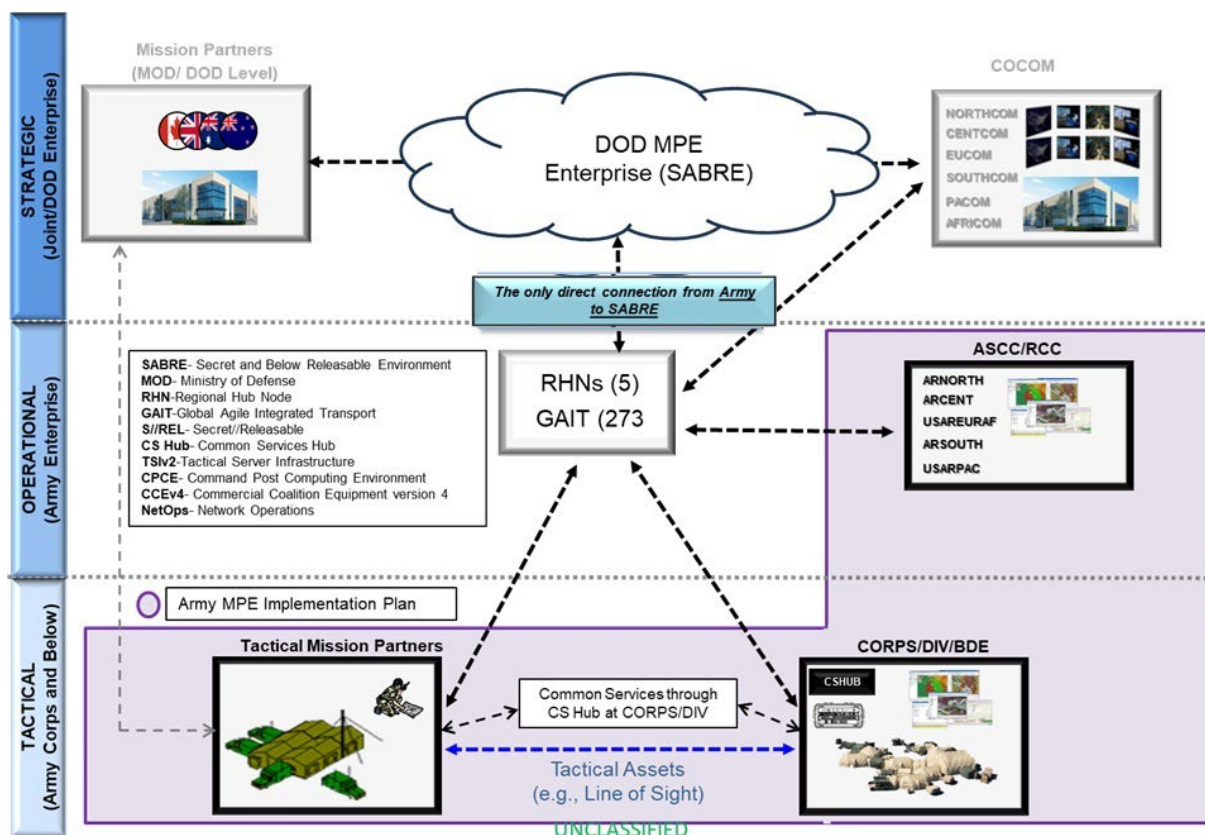 STRATEGIC
(Joint/DOD Enterprise)
Mission Partners
(MOD/ DOD Level)
DOD MPE
Enterprise (SABRE)
COCOM
NORTHCOM
CENTCOM
EUCOM
SOUTHCOM
PACOM
AFRICOM
The only direct connection from Army
to SABRE
OPERATIONAL
(Army Enterprise)
SABRE- Secret and Below Releasable Environment
MOD- Ministry of Defense
RHN-Regional Hub Node
GAIT-Global Agile Integrated Transport
S//REL- Secret//Releasable
CS Hub- Common Services Hub
TSIv2-Tactical Server Infrastructure
CPCE- Command Post Computing Environment
CCEv4- Commercial Coalition Equipment version 4
NetOps- Network Operations
RHNs (5)
GAIT (273
ASCC/RCC
ARNORTH
ARCENT
USAREURAF
ARSOUTH
USARPAC
TACTICAL
(Army Corps and Below)
Army MPE Implementation Plan
Tactical Mission Partners
Common Services through
CS Hub at CORPS/DIV
Tactical Assets
(e.g., Line of Sight)
CORPS/DIV/BDE
CSHUB
UNCLASSIFIED